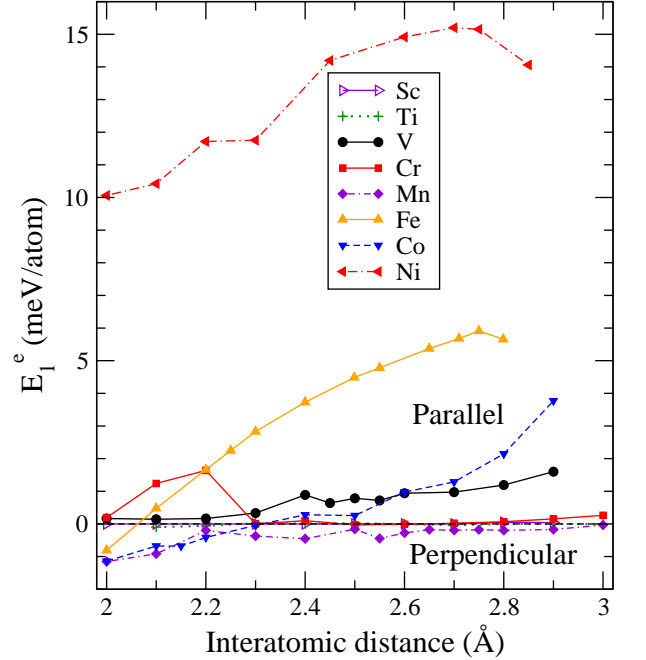 15
10
5
0
E₁ᵉ (meV/atom)
Sc
Ti
V
Cr
Mn
Fe
Co
Ni
Parallel
Perpendicular
2
2.2
2.4
2.6
2.8
3
Interatomic distance (Å)